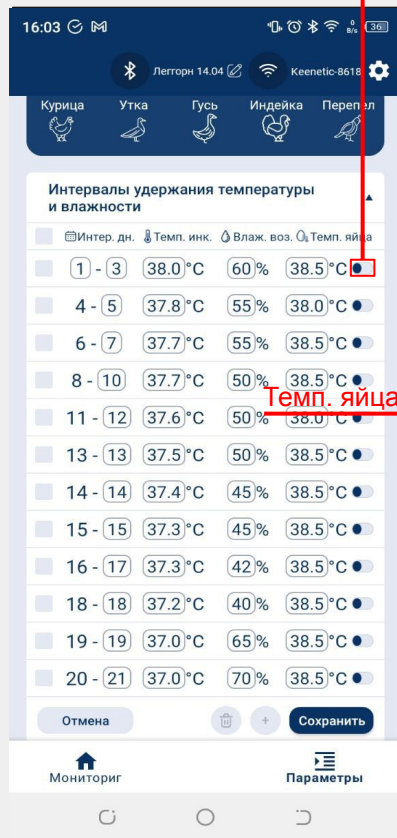 16:03 0 B/s 36
Леггорн 14.04 Keenetic-8618
Курица Утка Гусь Индейка Перепел
Интервалы удержания температуры
и влажности
Интер. дн. Темп. инк. Влаж. воз. Темп. яйца
1 - 3 38.0 °C 60 % 38.5 °C
4 - 5 37.8 °C 55 % 38.0 °C
6 - 7 37.7 °C 55 % 38.5 °C
8 - 10 37.7 °C 50 % 38.5 °C
Темп. яйца
11 - 12 37.6 °C 50 % 38.0 °C
13 - 13 37.5 °C 50 % 38.5 °C
14 - 14 37.4 °C 45 % 38.5 °C
15 - 15 37.3 °C 45 % 38.5 °C
16 - 17 37.3 °C 42 % 38.5 °C
18 - 18 37.2 °C 40 % 38.5 °C
19 - 19 37.0 °C 65 % 38.5 °C
20 - 21 37.0 °C 70 % 38.5 °C
Отмена + Сохранить
Мониториг Параметры